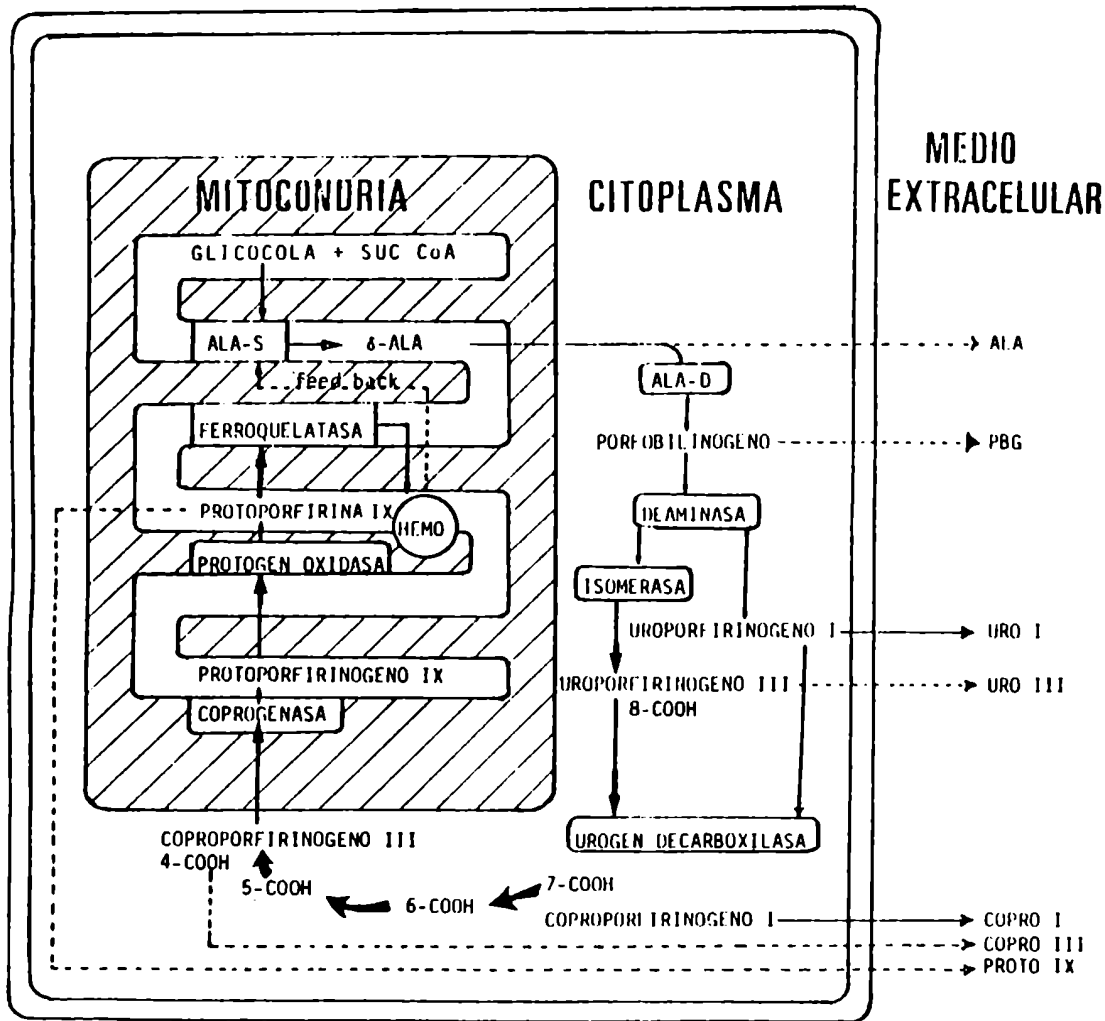 MITOCONDRIA
CITOPLASMA
MEDIO
EXTRACELULAR
GLICOCOLA + SUC CoA
ALA-S
δ-ALA
feed back
FERROQUELATASA
PROTOPORFIRINA IX
HEMO
PROTOGEN OXIDASA
PROTOPORFIRINOGENO IX
COPROGENASA
COPROPORFIRINOGENO III
4-COOH
5-COOH
6-COOH
7-COOH
ALA-D
PORFOBILINOGENO
DEAMINASA
ISOMERASA
UROPORFIRINOGENO I
UROPORFIRINOGENO III
8-COOH
UROGEN DECARBOXILASA
COPROPORFIRINOGENO I
ALA
PBG
URO I
URO III
COPRO I
COPRO III
PROTO IX